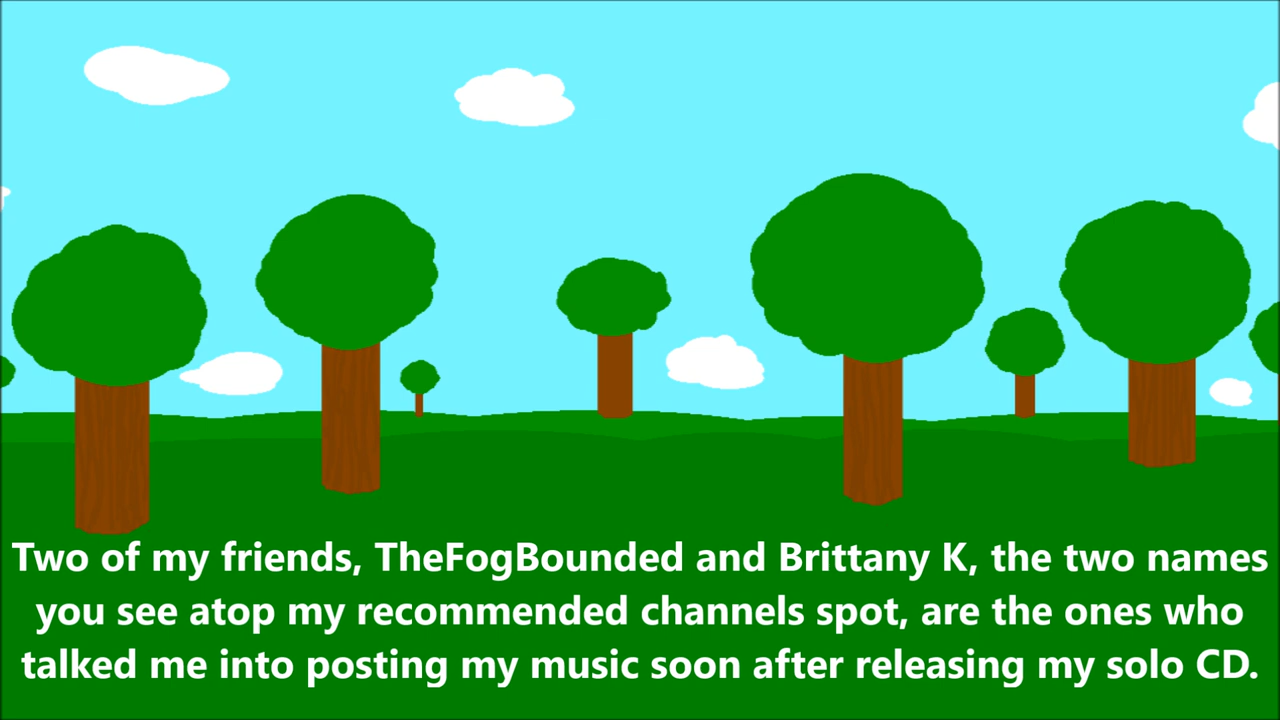 Two of my friends, TheFogBounded and Brittany K, the two names
you see atop my recommended channels spot, are the ones who
talked me into posting my music soon after releasing my solo CD.